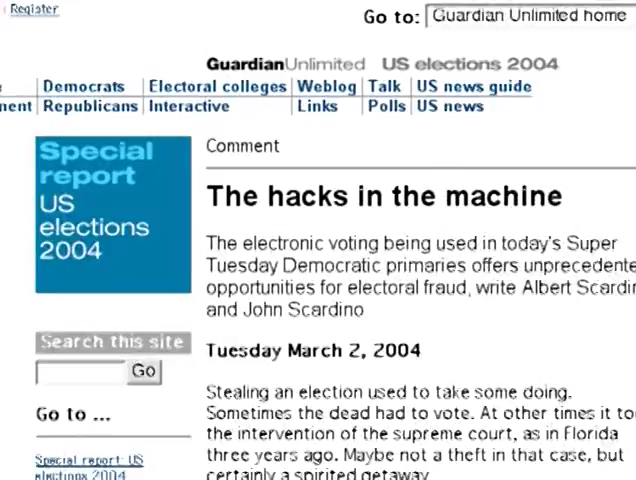 Register
Go to: Guardian Unlimited home
GuardianUnlimited US elections 2004
Democrats Electoral colleges Weblog Talk US news guide
Republicans Interactive Links Polls US news
Special report
US elections 2004
Comment
The hacks in the machine
The electronic voting being used in today's Super
Tuesday Democratic primaries offers
opportunities for electoral fraud, write Albert
and John Scardino
Search this site
Go
Tuesday March 2, 2004
Go to ...
Stealing an election used to take some doing.
Sometimes the dead had to vote. At other times it
the intervention of the supreme court, as in Florida
three years ago. Maybe not a theft in that case, but
certainly a spirited getaway
Special report: US
elections 2004